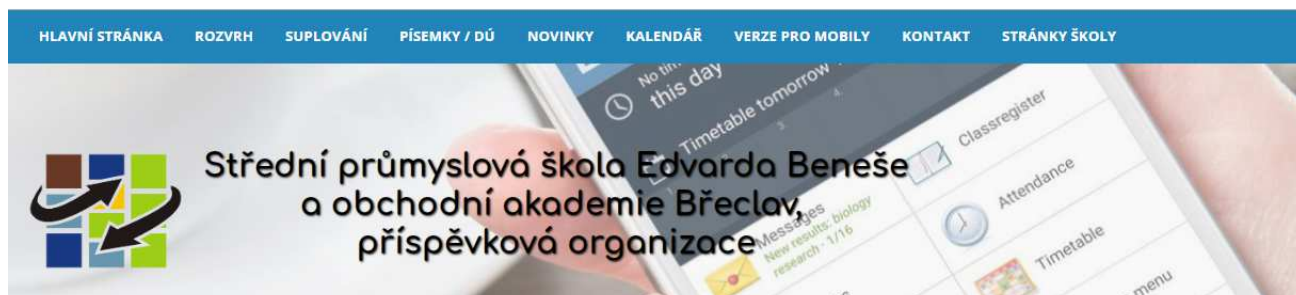 HLAVNÍ STRÁNKA ROZVRH SUPLOVÁNÍ PÍSEMKY / DÚ NOVINKY KALENDÁŘ VERZE PRO MOBILY KONTAKT STRÁNKY ŠKOLY
Střední průmyslová škola Edvarda Beneše
a obchodní akademie Břeclav,
příspěvková organizace
this day
Timetable tomorrow
Classregister
Attendance
Messages
New results: biology
research - 1/16
Timetable
menu